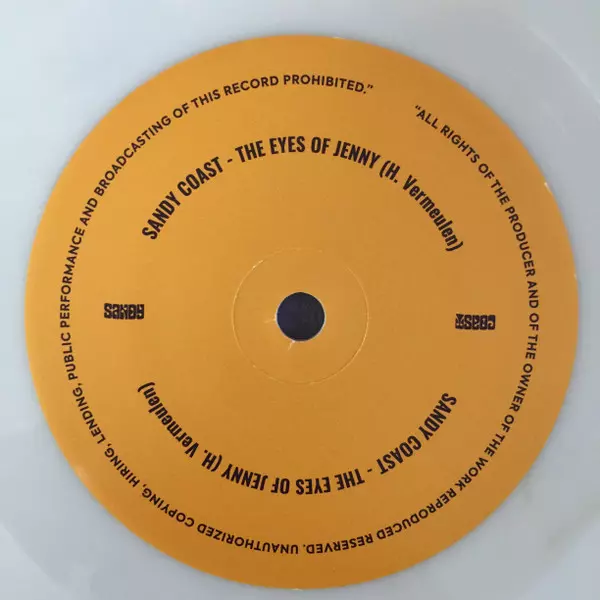 "ALL RIGHTS OF THE PRODUCER AND OF THE OWNER OF THE WORK REPRODUCED RESERVED. UNAUTHORIZED COPYING, HIRING, LENDING, PUBLIC PERFORMANCE AND BROADCASTING OF THIS RECORD PROHIBITED."
SANDY COAST - THE EYES OF JENNY (H. Vermeulen)
SANDY COAST - THE EYES OF JENNY (H. Vermeulen)